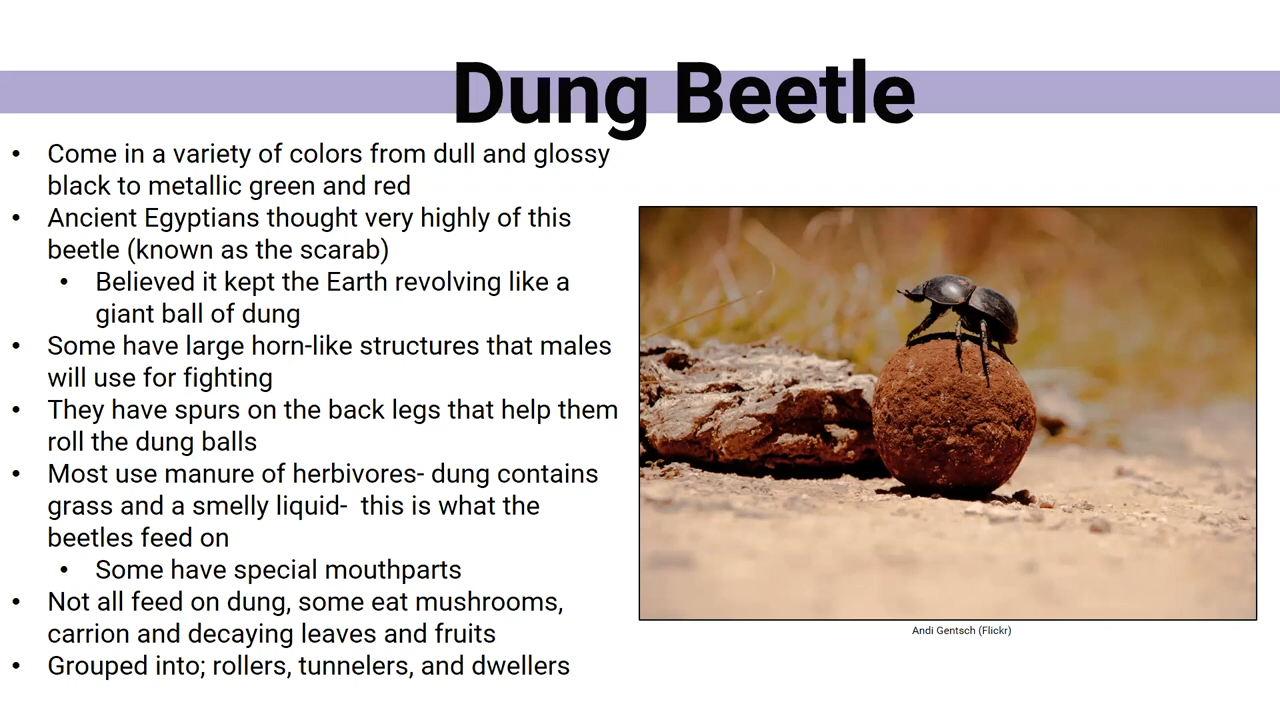 Dung Beetle
• Come in a variety of colors from dull and glossy
black to metallic green and red
• Ancient Egyptians thought very highly of this
beetle (known as the scarab)
• Believed it kept the Earth revolving like a
giant ball of dung
• Some have large horn-like structures that males
will use for fighting
• They have spurs on the back legs that help them
roll the dung balls
• Most use manure of herbivores- dung contains
grass and a smelly liquid-  this is what the
beetles feed on
• Some have special mouthparts
• Not all feed on dung, some eat mushrooms,
carrion and decaying leaves and fruits
• Grouped into; rollers, tunnelers, and dwellers
Andi Gentsch (Flickr)